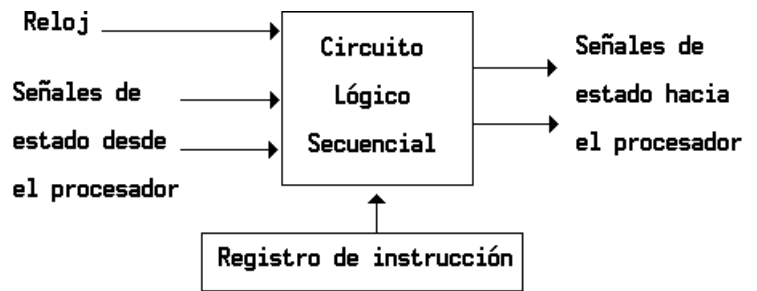 Reloj
Señales de
estado desde
el procesador
Circuito
Lógico
Secuencial
Señales de
estado hacia
el procesador
Registro de instrucción